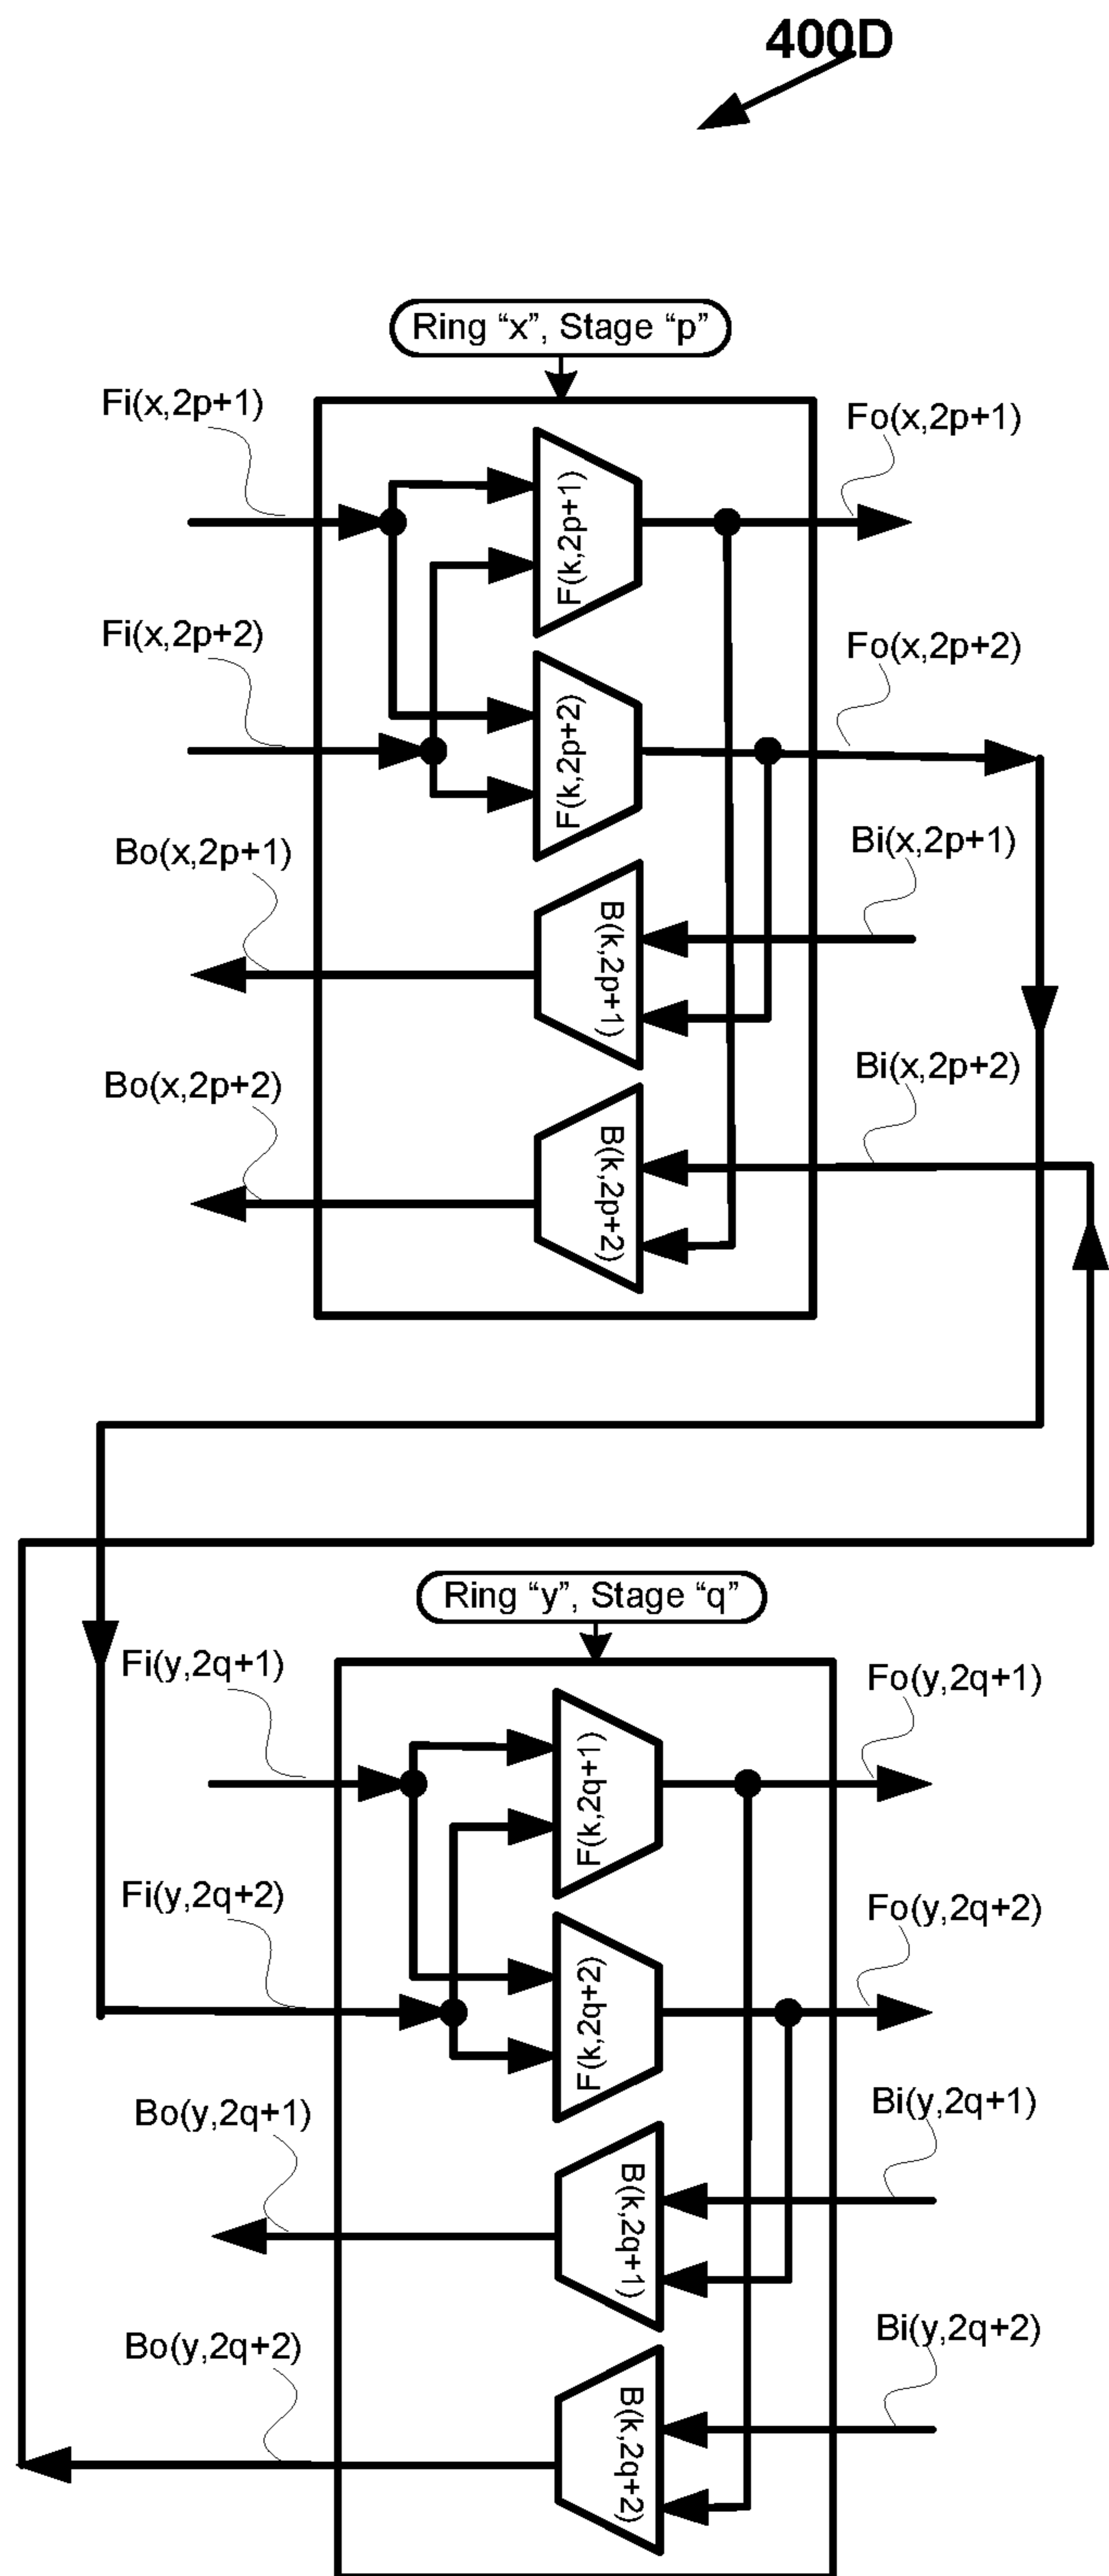 400D
Ring “x”, Stage “p”
Fi(x,2p+1)
Fo(x,2p+1)
F(k,2p+1)
Fi(x,2p+2)
Fo(x,2p+2)
F(k,2p+2)
Bo(x,2p+1)
Bi(x,2p+1)
B(k,2p+1)
Bo(x,2p+2)
Bi(x,2p+2)
B(k,2p+2)
Ring “y”, Stage “q”
Fi(y,2q+1)
Fo(y,2q+1)
F(k,2q+1)
Fi(y,2q+2)
Fo(y,2q+2)
F(k,2q+2)
Bo(y,2q+1)
Bi(y,2q+1)
B(k,2q+1)
Bo(y,2q+2)
Bi(y,2q+2)
B(k,2q+2)